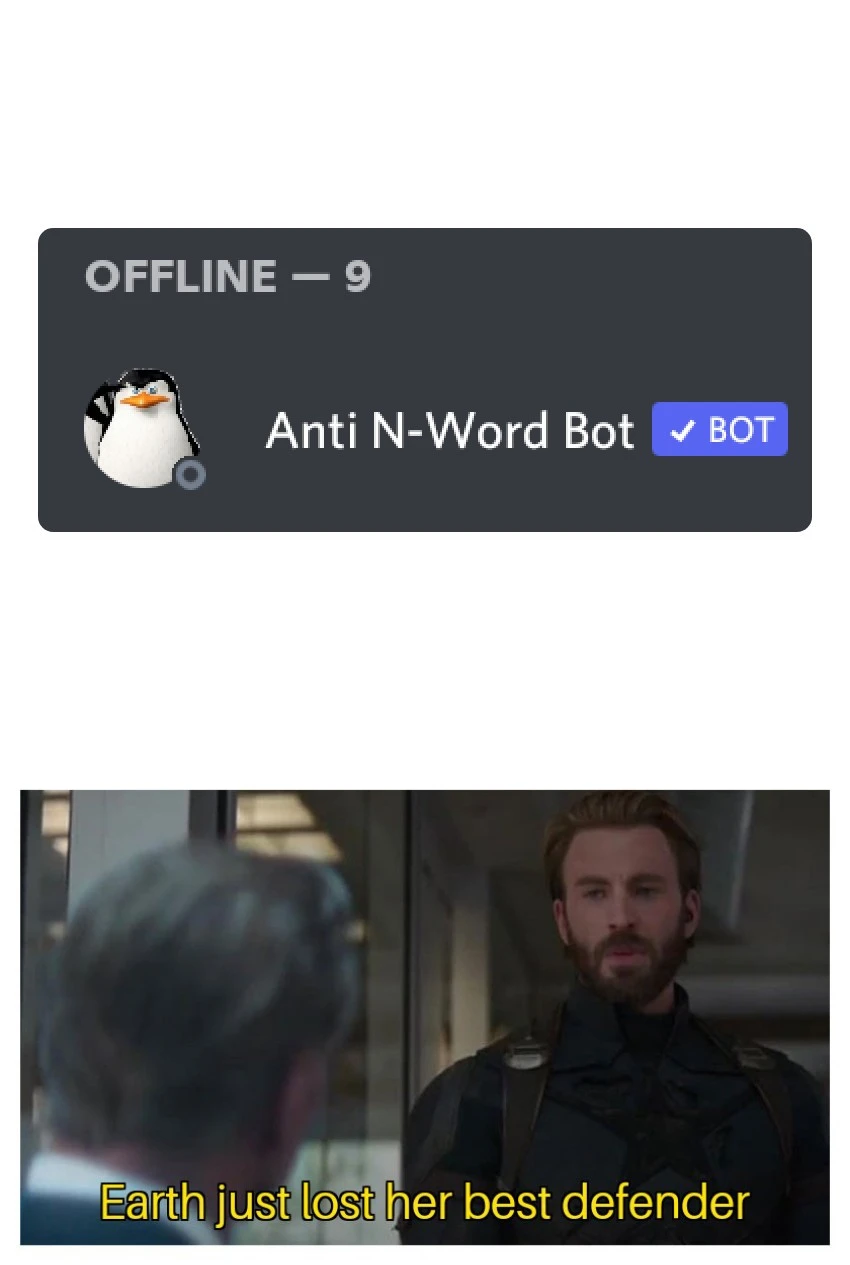 OFFLINE — 9
Anti N-Word Bot ✓ BOT
Earth just lost her best defender